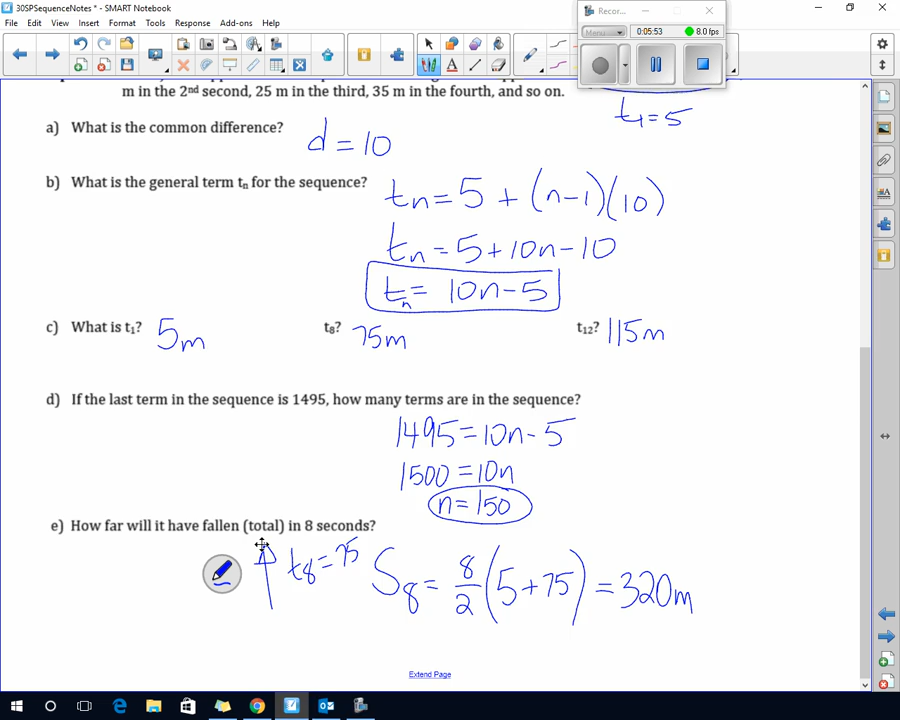 30SPSequenceNotes * - SMART Notebook
Recor...
File Edit View Insert Format Tools Response Add-ons Help
Menu 0:05:53 8.0 fps
m in the 2nd second, 25 m in the third, 35 m in the fourth, and so on.
t1 = 5
a) What is the common difference? d = 10
b) What is the general term tn for the sequence? tn = 5 + (n-1)(10)
tn = 5 + 10n - 10
tn = 10n - 5
c) What is t1? 5m t8? 75m t12? 115m
d) If the last term in the sequence is 1495, how many terms are in the sequence?
1495 = 10n - 5
1500 = 10n
n = 150
e) How far will it have fallen (total) in 8 seconds?
t8 = 75 S8 = 8/2 (5+75) = 320m
Extend Page